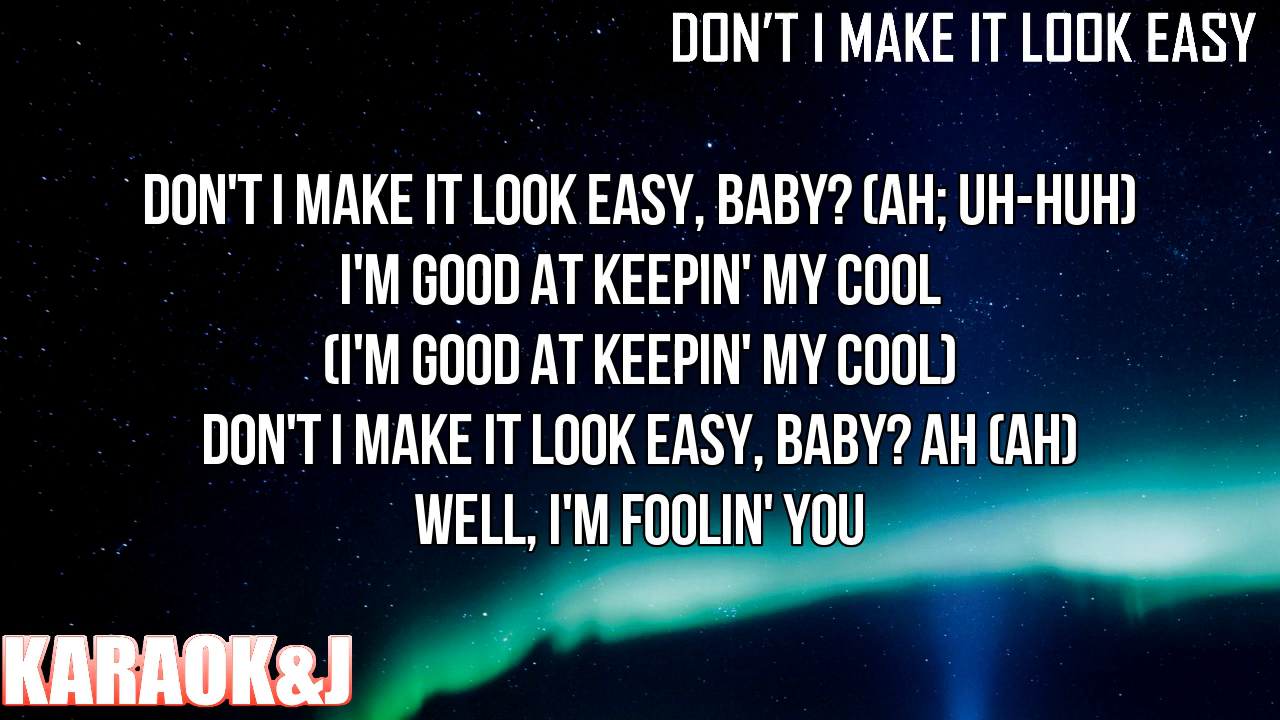 DON'T I MAKE IT LOOK EASY
DON'T I MAKE IT LOOK EASY, BABY? (AH; UH-HUH)
I'M GOOD AT KEEPIN' MY COOL
(I'M GOOD AT KEEPIN' MY COOL)
DON'T I MAKE IT LOOK EASY, BABY? AH (AH)
WELL, I'M FOOLIN' YOU
KARAOK&J